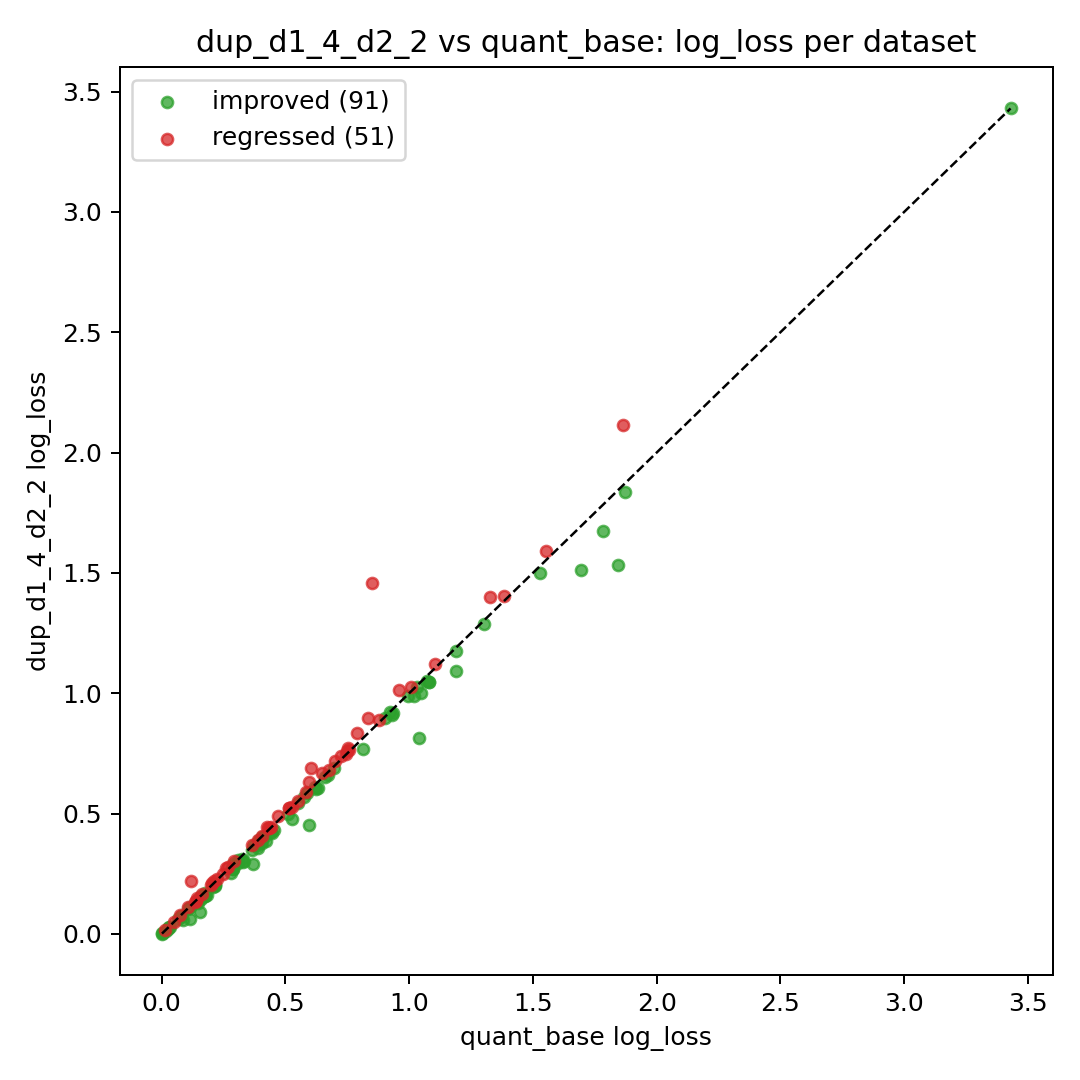 dup_d1_4_d2_2 vs quant_base: log_loss per dataset
improved (91)
regressed (51)
dup_d1_4_d2_2 log_loss
3.5
3.0
2.5
2.0
1.5
1.0
0.5
0.0
0.0 0.5 1.0 1.5 2.0 2.5 3.0 3.5
quant_base log_loss